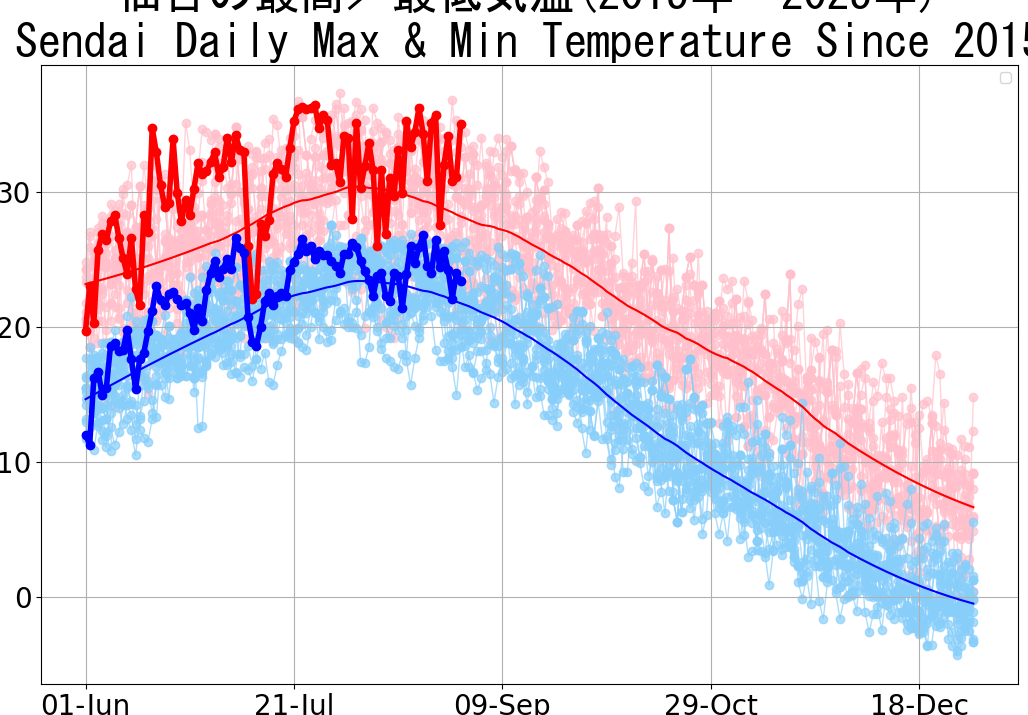 Sendai Daily Max & Min Temperature Since 2015
30
20
10
0
01-Jun
21-Jul
09-Sep
29-Oct
18-Dec